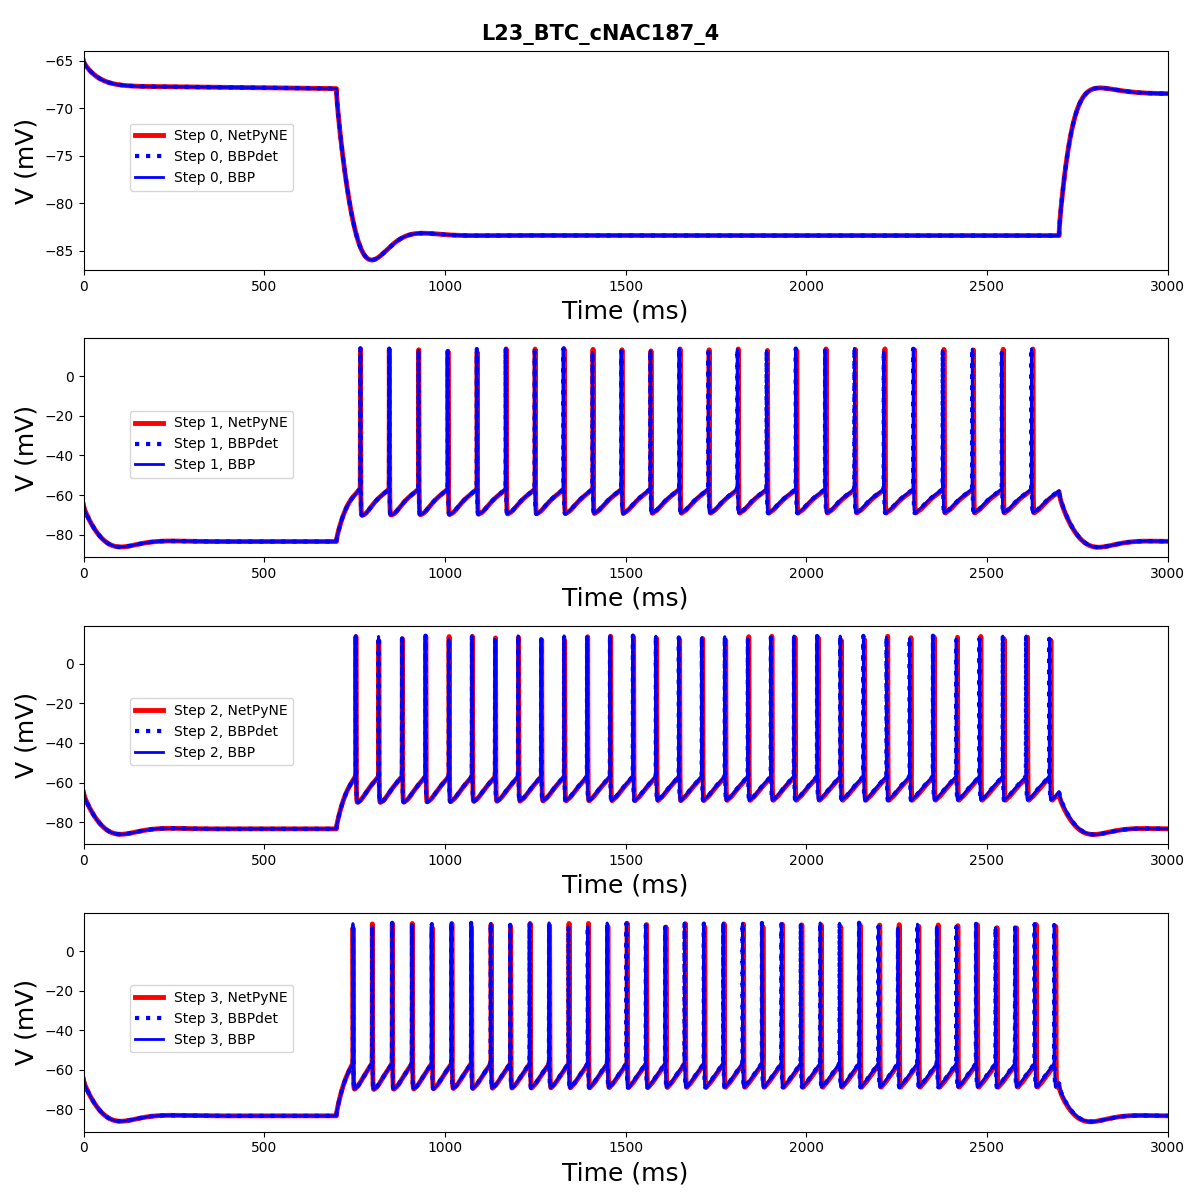 L23_BTC_cNAC187_4
−65
−70
−75
−80
−85
V (mV)
Step 0, NetPyNE
Step 0, BBPdet
Step 0, BBP
0 500 1000 1500 2000 2500 3000
Time (ms)
0
−20
−40
−60
−80
V (mV)
Step 1, NetPyNE
Step 1, BBPdet
Step 1, BBP
0 500 1000 1500 2000 2500 3000
Time (ms)
0
−20
−40
−60
−80
V (mV)
Step 2, NetPyNE
Step 2, BBPdet
Step 2, BBP
0 500 1000 1500 2000 2500 3000
Time (ms)
0
−20
−40
−60
−80
V (mV)
Step 3, NetPyNE
Step 3, BBPdet
Step 3, BBP
0 500 1000 1500 2000 2500 3000
Time (ms)